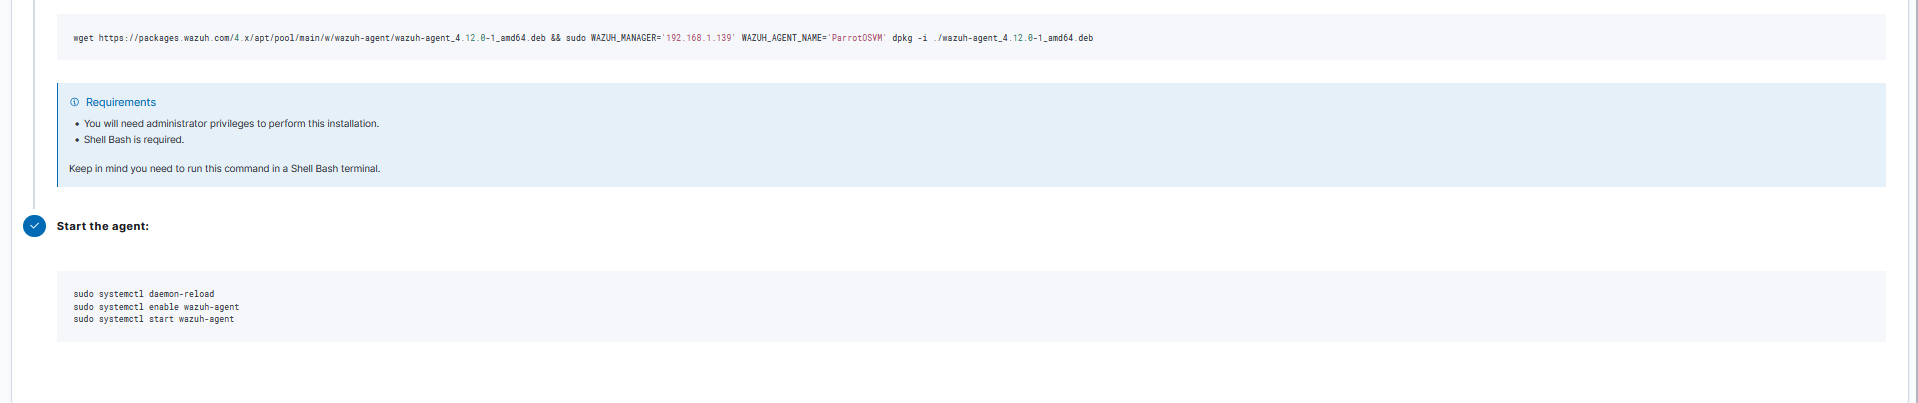 wget https://packages.wazuh.com/4.x/apt/pool/main/w/wazuh-agent/wazuh-agent_4.12.0-1_amd64.deb && sudo WAZUH_MANAGER='192.168.1.139' WAZUH_AGENT_NAME='ParrotOSVM' dpkg -i ./wazuh-agent_4.12.0-1_amd64.deb
Requirements
• You will need administrator privileges to perform this installation.
• Shell Bash is required.
Keep in mind you need to run this command in a Shell Bash terminal.
Start the agent:
sudo systemctl daemon-reload
sudo systemctl enable wazuh-agent
sudo systemctl start wazuh-agent